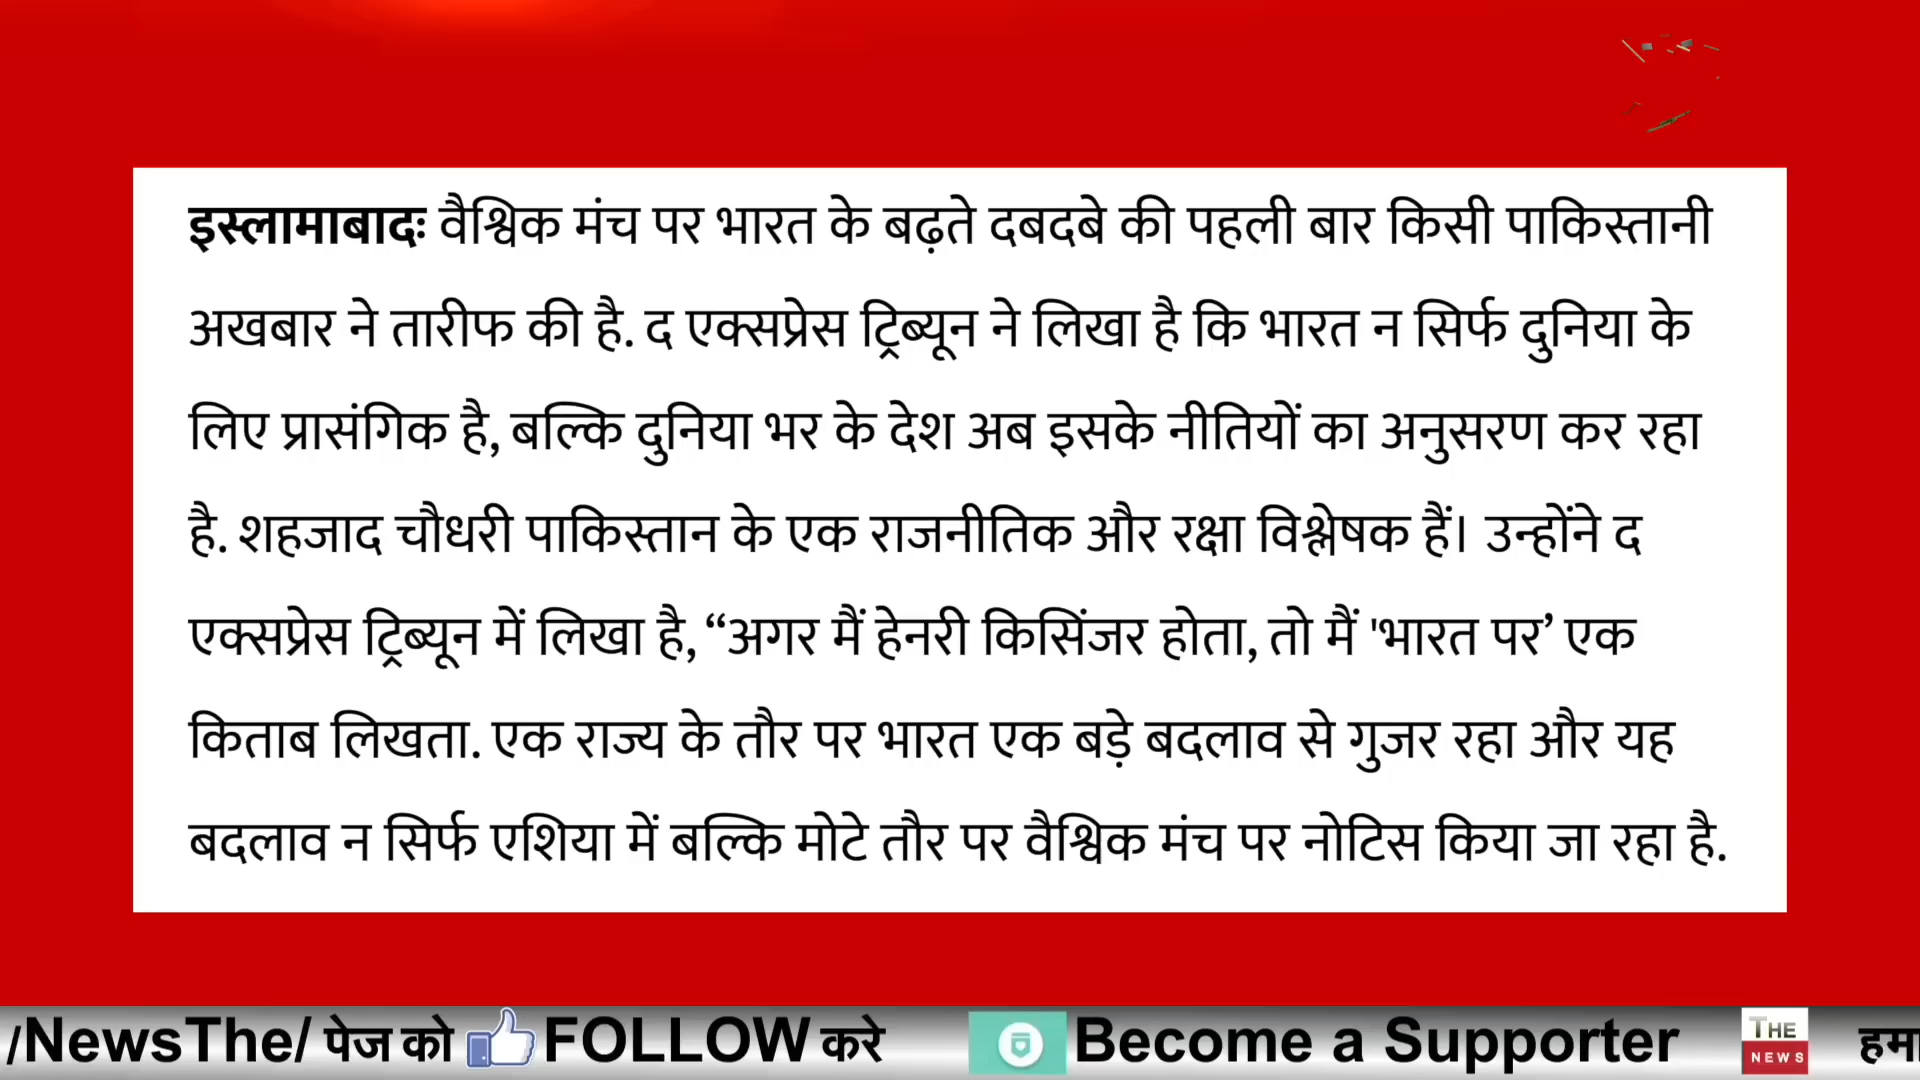 इस्लामाबादः वैश्विक मंच पर भारत के बढ़ते दबदबे की पहली बार किसी पाकिस्तानी
अखबार ने तारीफ की है. द एक्सप्रेस ट्रिब्यून ने लिखा है कि भारत न सिर्फ दुनिया के
लिए प्रासंगिक है, बल्कि दुनिया भर के देश अब इसके नीतियों का अनुसरण कर रहा
है. शहजाद चौधरी पाकिस्तान के एक राजनीतिक और रक्षा विश्लेषक हैं। उन्होंने द
एक्सप्रेस ट्रिब्यून में लिखा है, “अगर मैं हेनरी किसिंजर होता, तो मैं 'भारत पर’ एक
किताब लिखता. एक राज्य के तौर पर भारत एक बड़े बदलाव से गुजर रहा और यह
बदलाव न सिर्फ एशिया में बल्कि मोटे तौर पर वैश्विक मंच पर नोटिस किया जा रहा है.
/NewsThe/ पेज को FOLLOW करे Become a Supporter THE NEWS